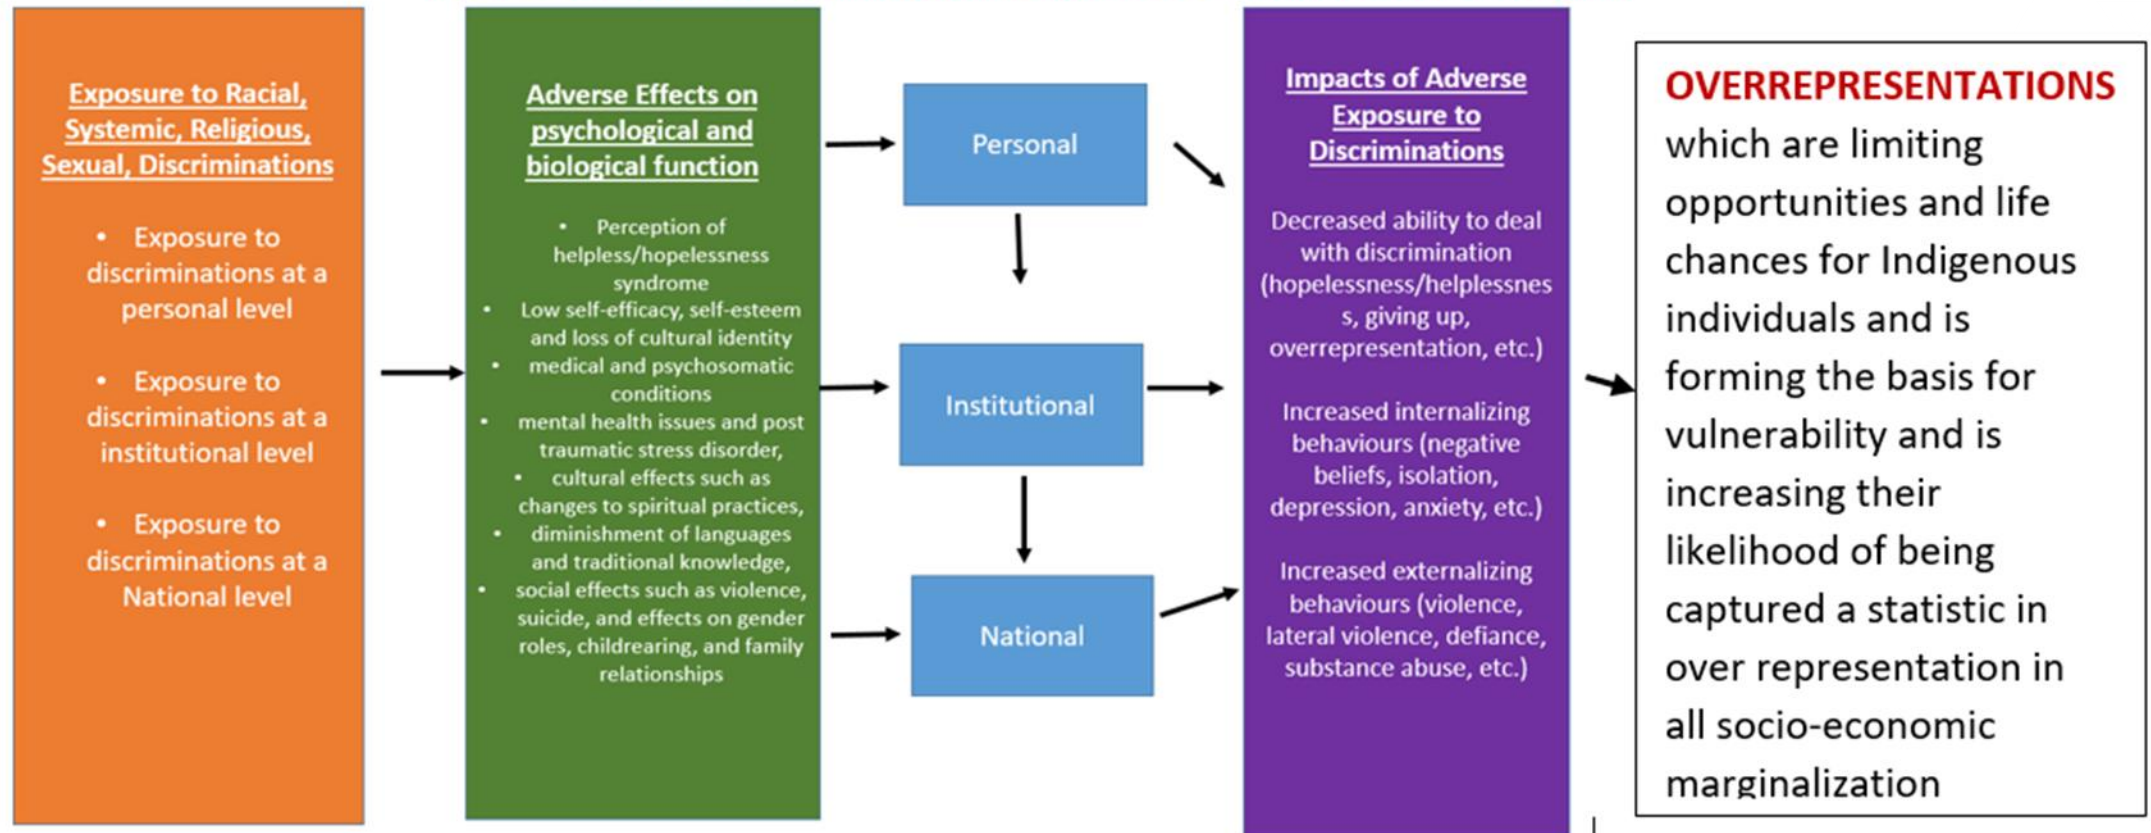 Exposure to Racial,
Systemic, Religious,
Sexual, Discriminations
• Exposure to
discriminations at a
personal level
• Exposure to
discriminations at a
institutional level
• Exposure to
discriminations at a
National level
Adverse Effects on
psychological and
biological function
• Perception of
helpless/hopelessness
syndrome
• Low self-efficacy, self-esteem
and loss of cultural identity
• medical and psychosomatic
conditions
• mental health issues and post
traumatic stress disorder,
• cultural effects such as
changes to spiritual practices,
• diminishment of languages
and traditional knowledge,
• social effects such as violence,
suicide, and effects on gender
roles, childrearing, and family
relationships
Personal
Institutional
National
Impacts of Adverse
Exposure to
Discriminations
Decreased ability to deal
with discrimination
(hopelessness/helplessnes
s, giving up,
overrepresentation, etc.)
Increased internalizing
behaviours (negative
beliefs, isolation,
depression, anxiety, etc.)
Increased externalizing
behaviours (violence,
lateral violence, defiance,
substance abuse, etc.)
OVERREPRESENTATIONS
which are limiting
opportunities and life
chances for Indigenous
individuals and is
forming the basis for
vulnerability and is
increasing their
likelihood of being
captured a statistic in
over representation in
all socio-economic
marginalization